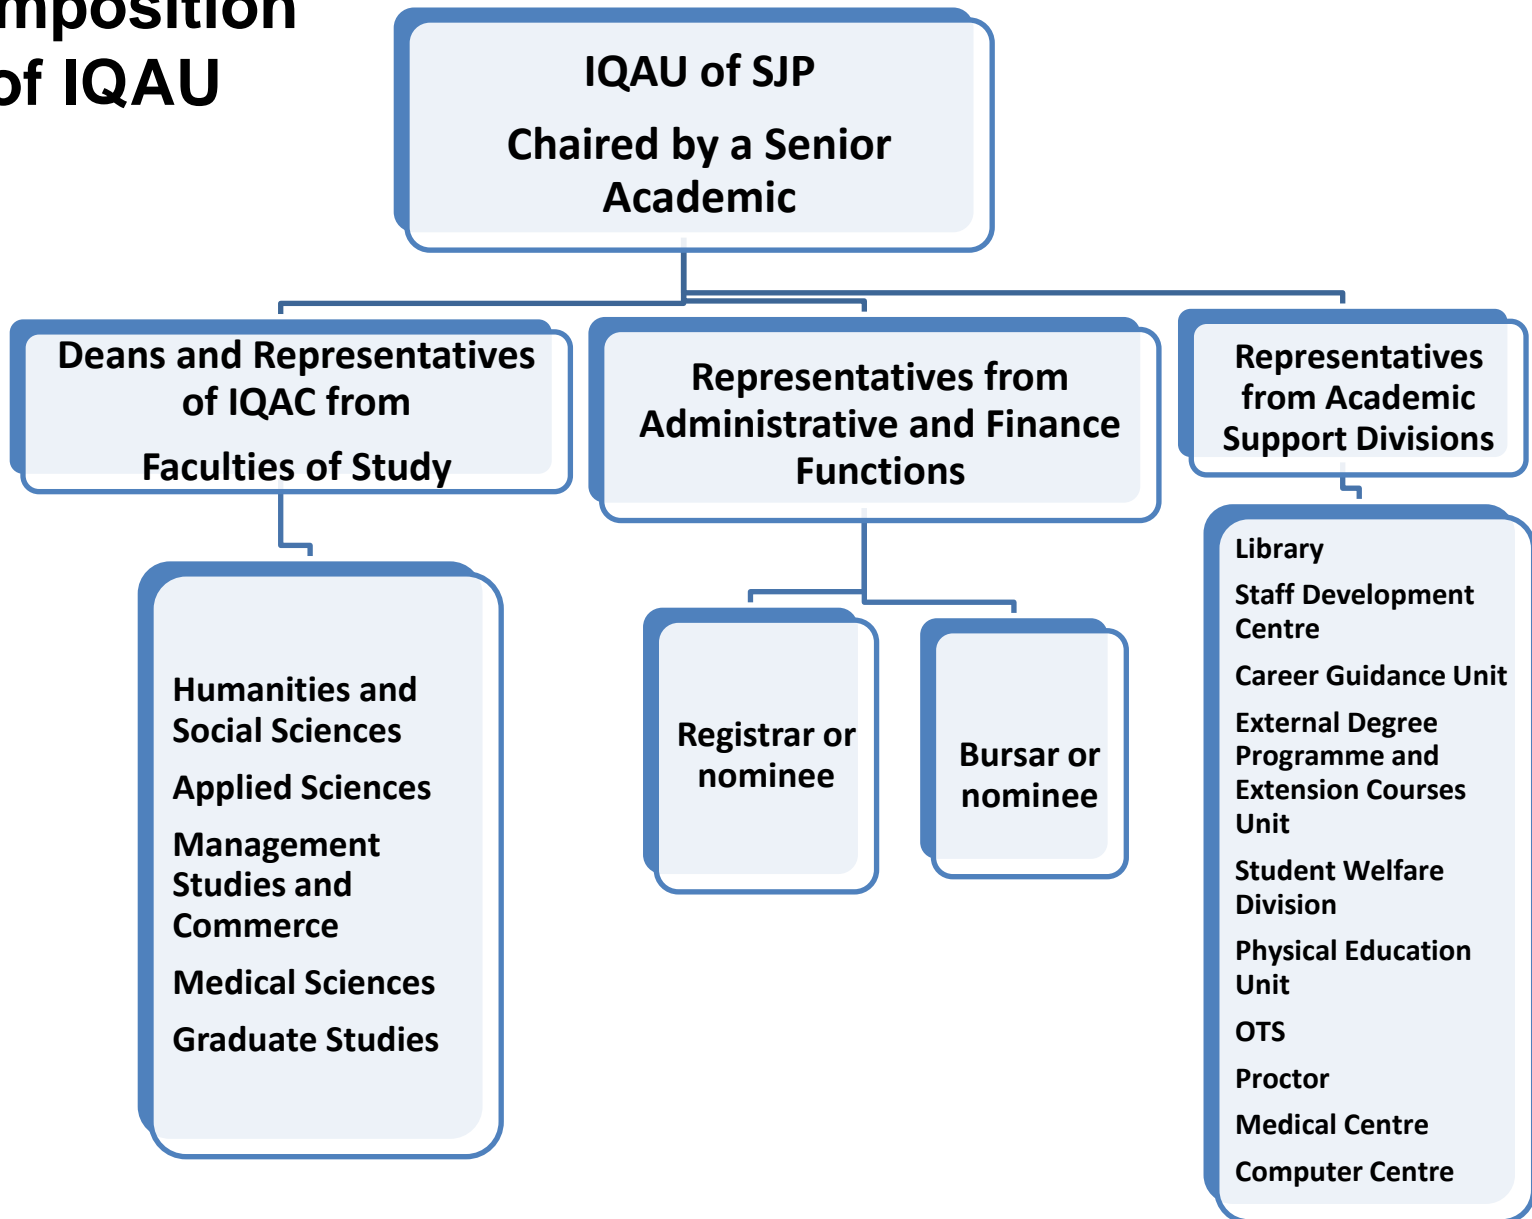 mposition
of IQAU
IQAU of SJP
Chaired by a Senior
Academic
Deans and Representatives
of IQAC from
Faculties of Study
Representatives from
Administrative and Finance
Functions
Representatives
from Academic
Support Divisions
Humanities and
Social Sciences
Applied Sciences
Management
Studies and
Commerce
Medical Sciences
Graduate Studies
Registrar or
nominee
Bursar or
nominee
Library
Staff Development
Centre
Career Guidance Unit
External Degree
Programme and
Extension Courses
Unit
Student Welfare
Division
Physical Education
Unit
OTS
Proctor
Medical Centre
Computer Centre